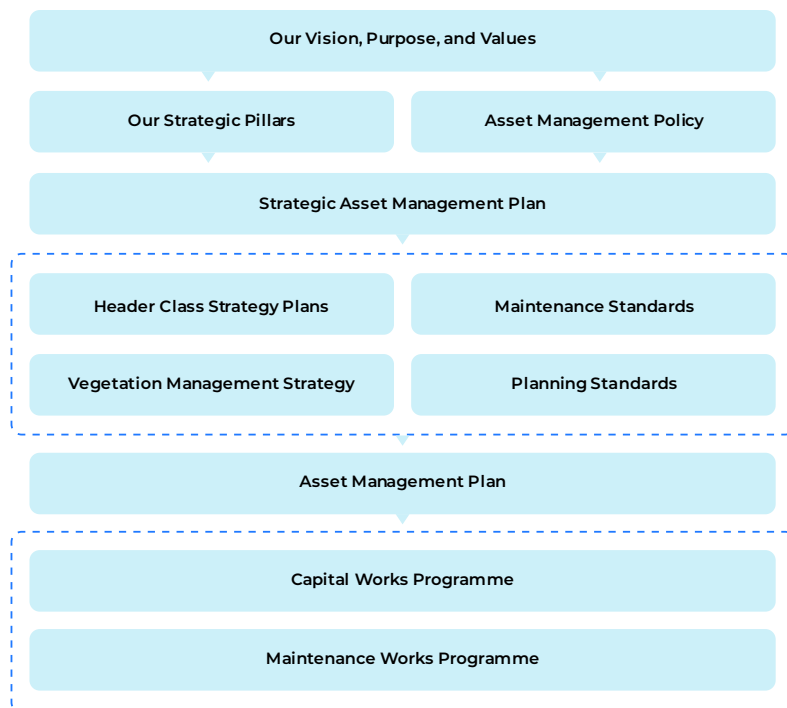 Our Vision, Purpose, and Values
Our Strategic Pillars
Asset Management Policy
Strategic Asset Management Plan
Header Class Strategy Plans
Maintenance Standards
Vegetation Management Strategy
Planning Standards
Asset Management Plan
Capital Works Programme
Maintenance Works Programme